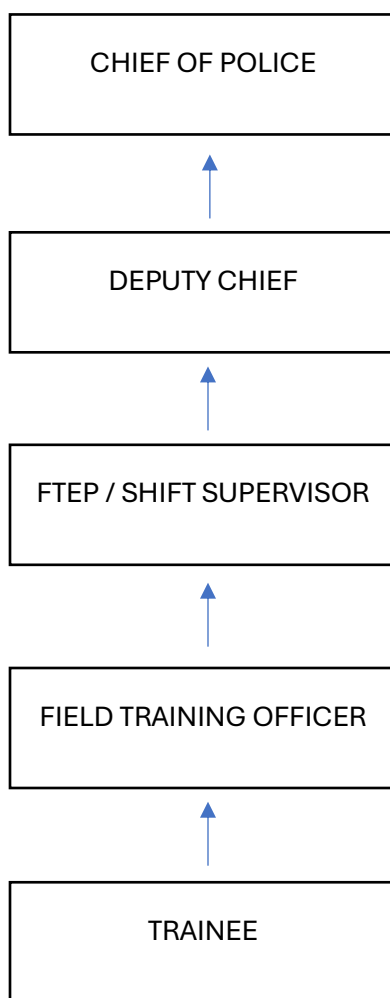 CHIEF OF POLICE
DEPUTY CHIEF
FTEP / SHIFT SUPERVISOR
FIELD TRAINING OFFICER
TRAINEE